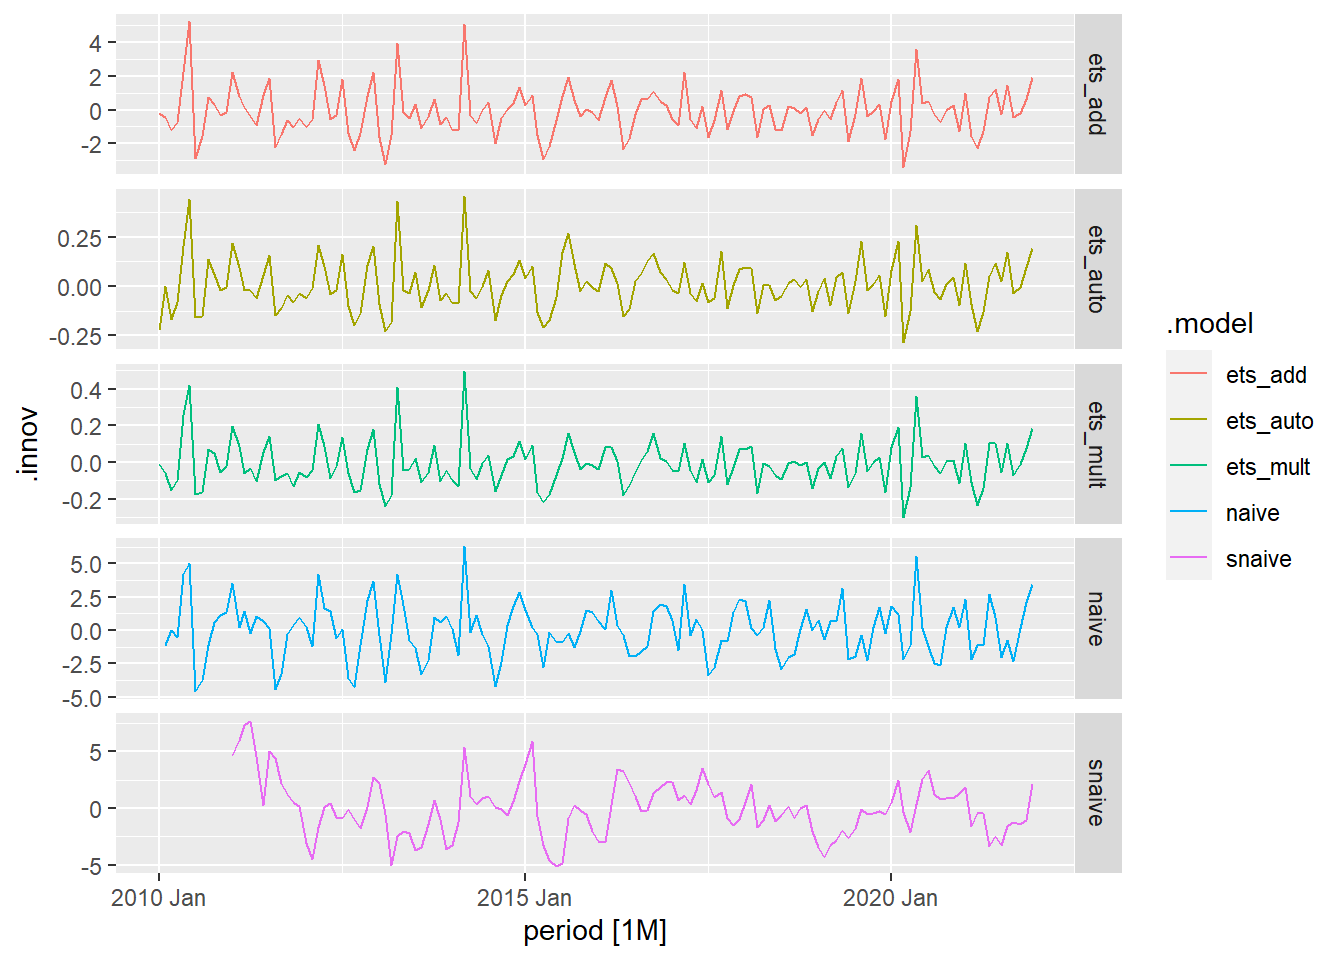 4
2
0
-2
ets_add
0.25
0.00
-0.25
ets_auto
0.4
0.2
0.0
-0.2
ets_mult
5.0
2.5
0.0
-2.5
-5.0
naive
5
0
-5
snaive
2010 Jan
2015 Jan
2020 Jan
period [1M]
.innov
.model
ets_add
ets_auto
ets_mult
naive
snaive